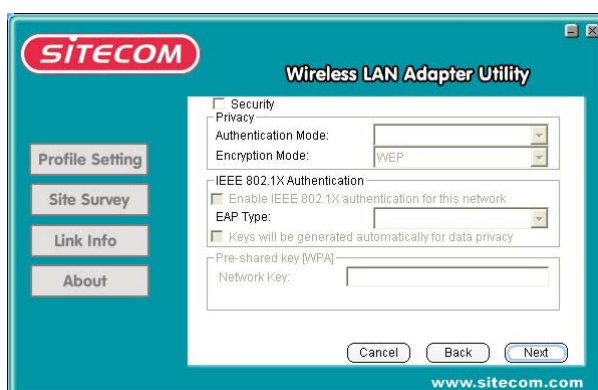 SITECOM
Wireless LAN Adapter Utility
Profile Setting
Site Survey
Link Info
About
Security
Privacy
Authentication Mode:
Encryption Mode: WEP
IEEE 802.1X Authentication
Enable IEEE 802.1X authentication for this network
EAP Type:
Keys will be generated automatically for data privacy
Pre-shared key [WPA]
Network Key:
Cancel Back Next
www.sitecom.com